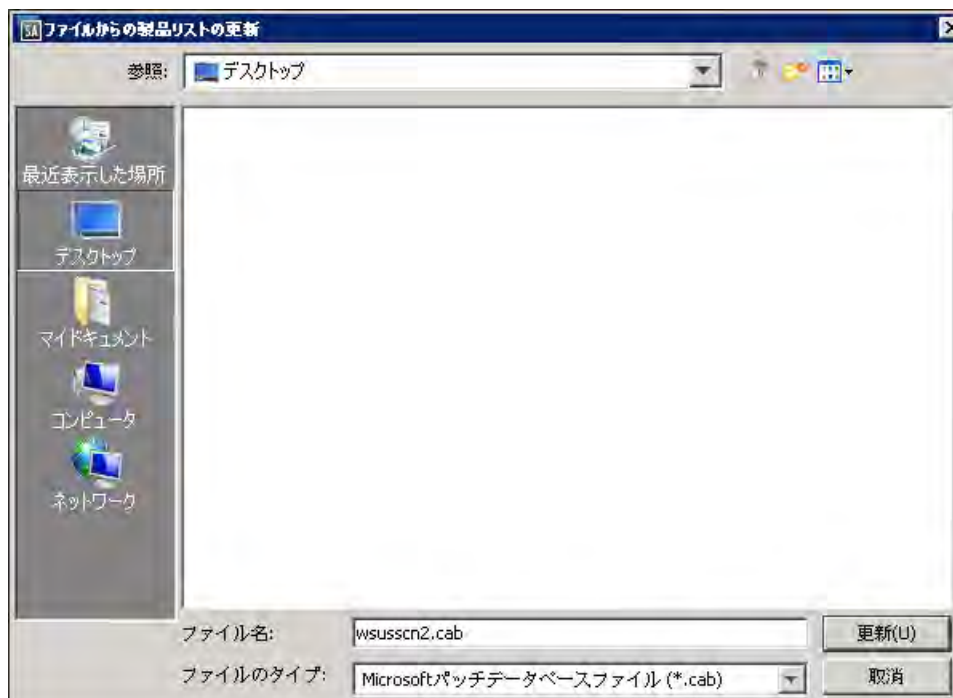 SA ファイルからの製品リストの更新
参照: デスクトップ
最近表示した場所
デスクトップ
マイドキュメント
コンピュータ
ネットワーク
ファイル名: wsusscn2.cab 更新(U)
ファイルのタイプ: Microsoftパッチデータベースファイル (*.cab) 取消